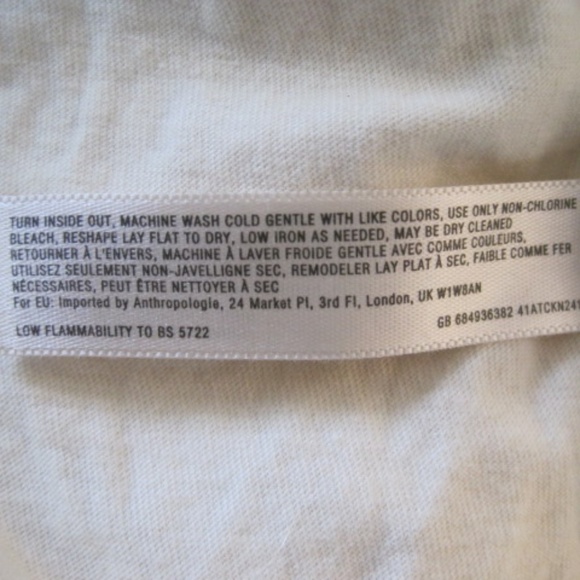 TURN INSIDE OUT, MACHINE WASH COLD GENTLE WITH LIKE COLORS, USE ONLY NON-CHLORINE
BLEACH, RESHAPE LAY FLAT TO DRY, LOW IRON AS NEEDED, MAY BE DRY CLEANED
RETOURNER À L'ENVERS, MACHINE À LAVER FROIDE GENTLE AVEC COMME COULEURS,
UTILISEZ SEULEMENT NON-JAVELLIGNE SEC, REMODELER LAY PLAT À SEC, FAIBLE COMME FER
NÉCESSAIRES, PEUT ÊTRE NETTOYER À SEC
For EU: Imported by Anthropologie, 24 Market Pl, 3rd Fl, London, UK W1W8AN
GB 684936382 41ATCKN241
LOW FLAMMABILITY TO BS 5722